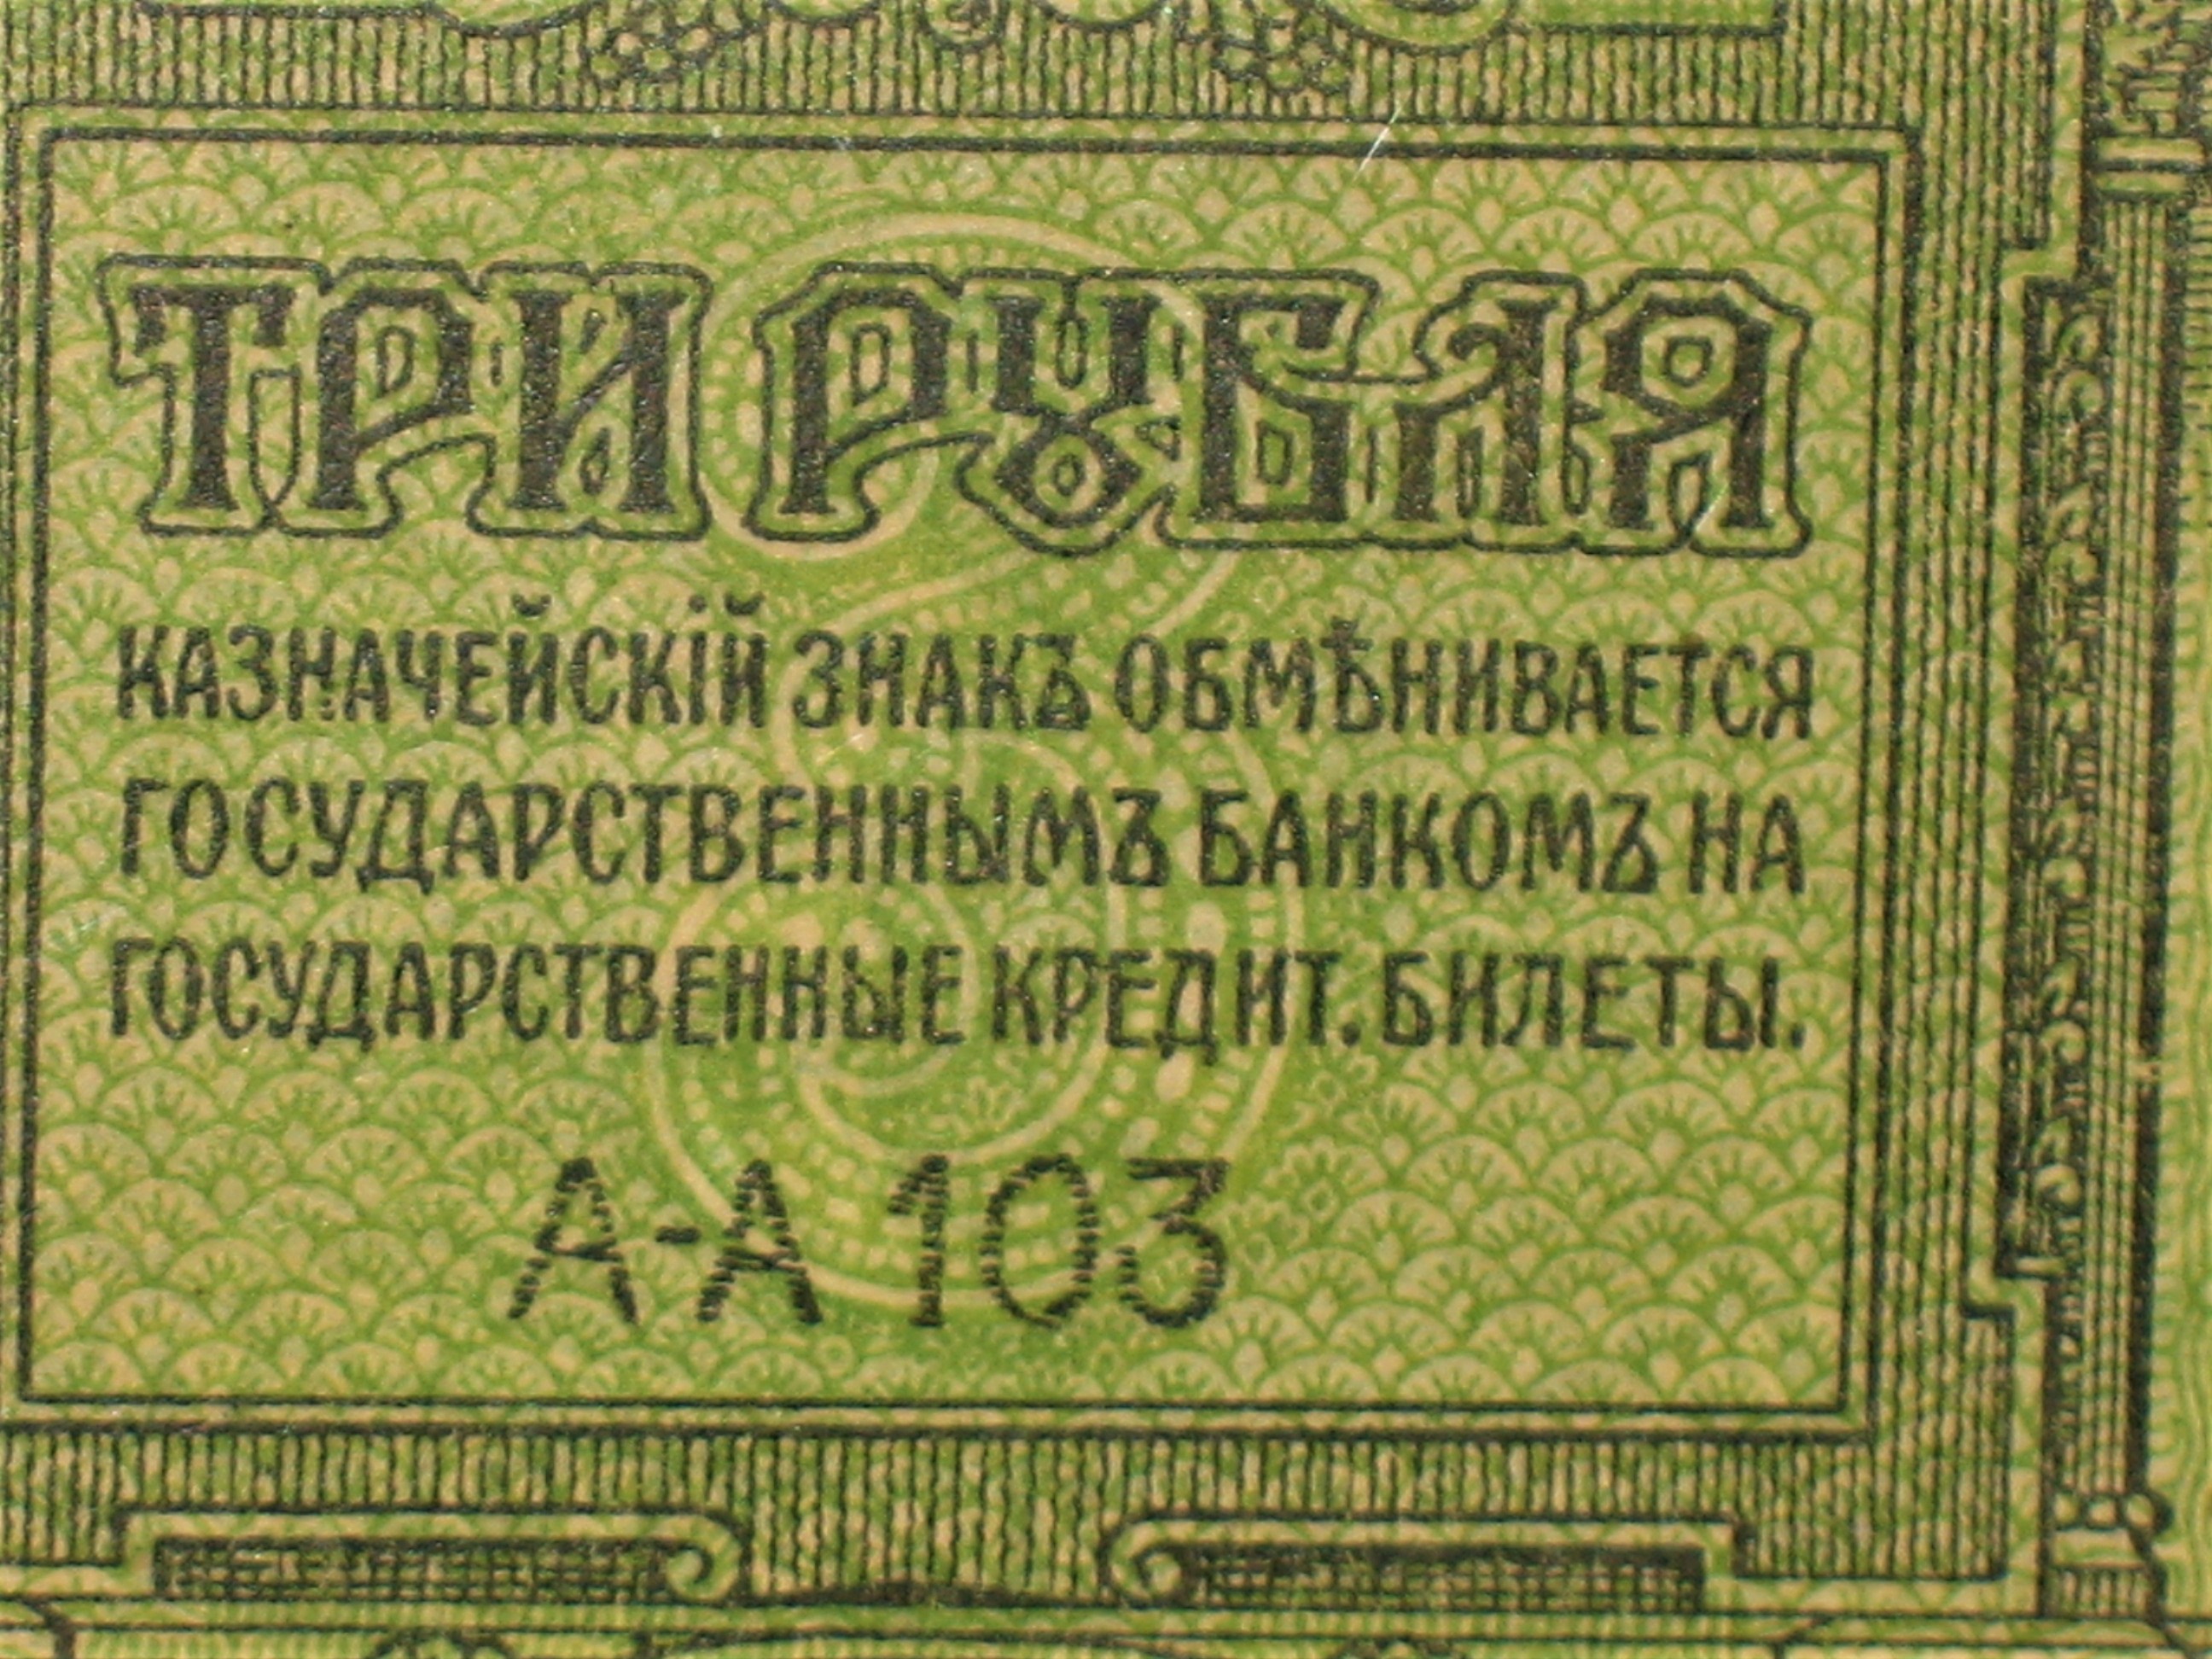 ТРИ РУБЛЯ
КАЗНАЧЕЙСКІЙ ЗНАКЪ ОБМѢНИВАЕТСЯ
ГОСУДАРСТВЕННЫМЪ БАНКОМЪ НА
ГОСУДАРСТВЕННЫЕ КРЕДИТ. БИЛЕТЫ.
А-А 103